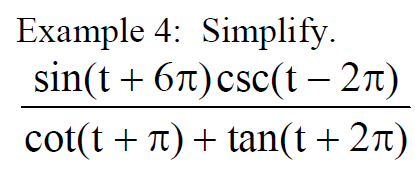 Example 4: Simplify.
sin(t + 6π)csc(t – 2π)
cot(t + π) + tan(t + 2π)